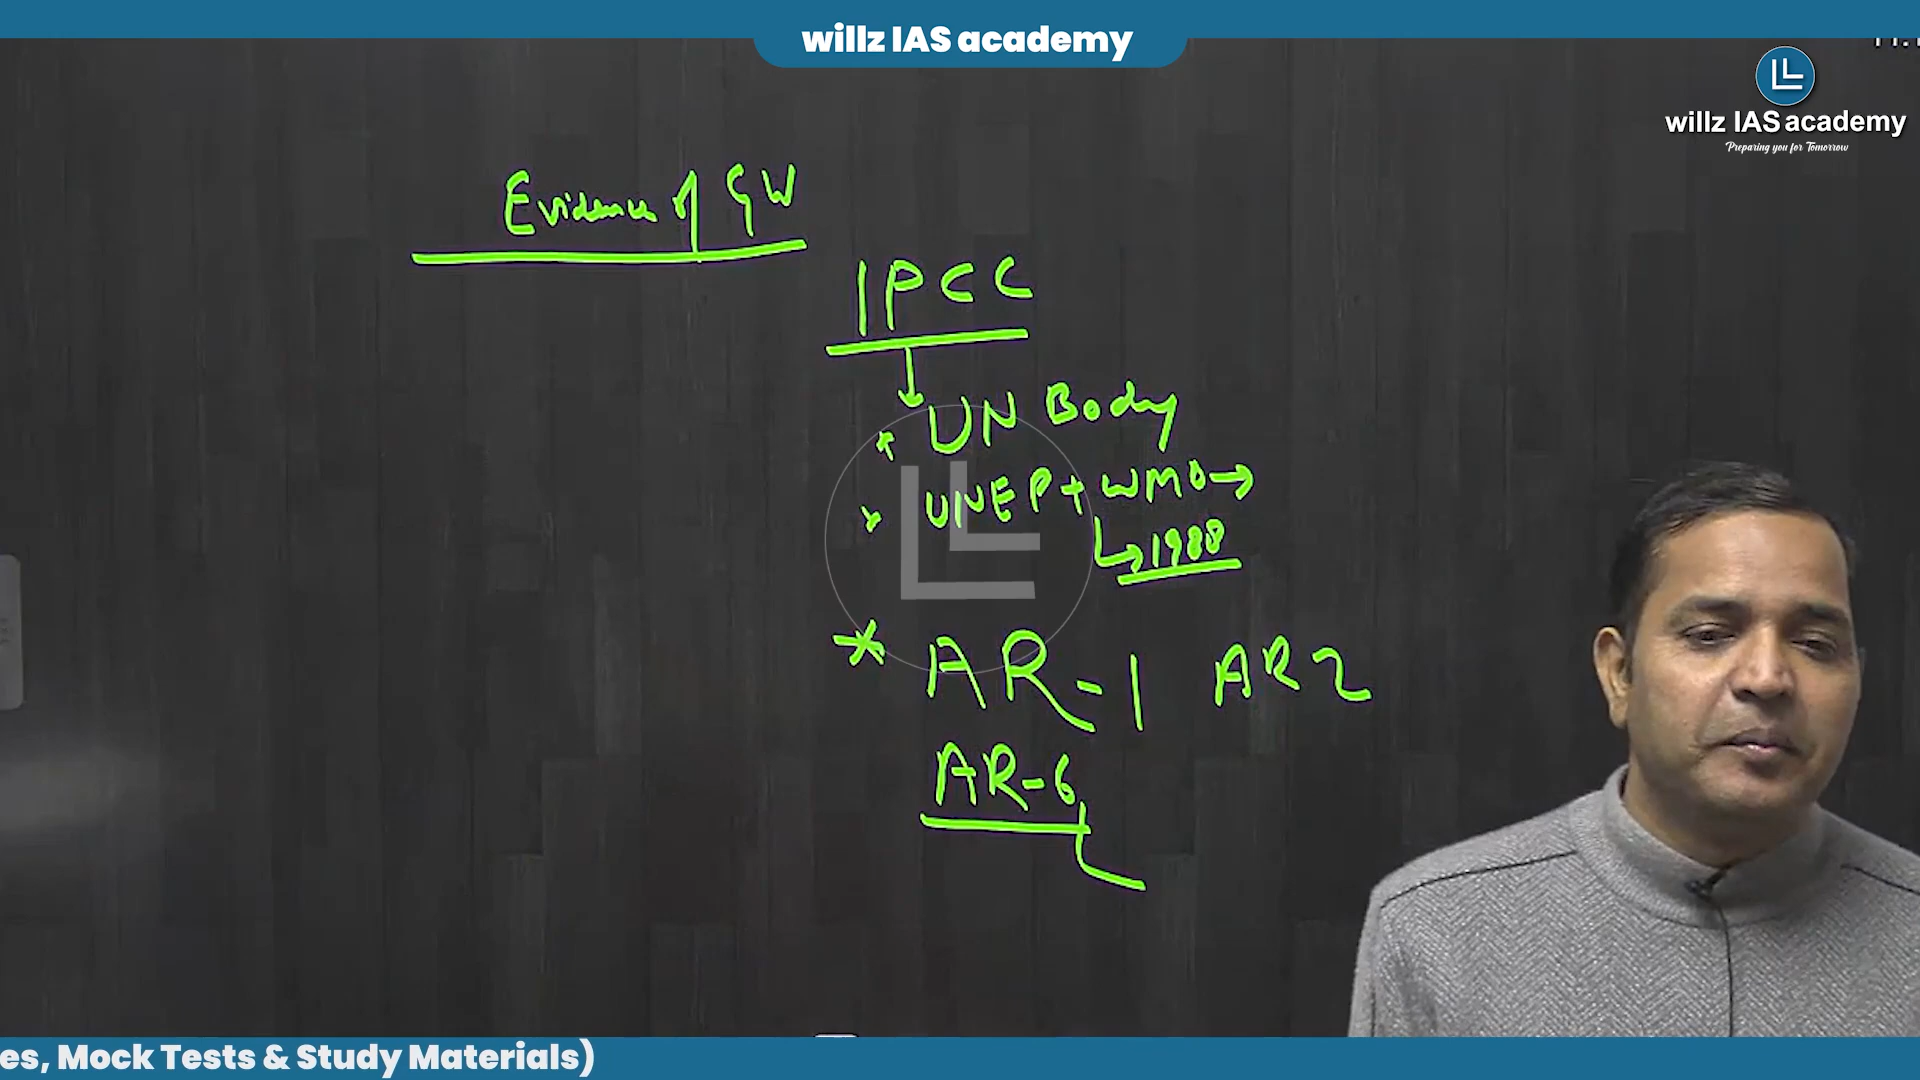 willz IAS academy
willz IAS academy
Preparing you for Tomorrow
Evidence of GW
IPCC
* UN Body
* UNEP + WMO →
↳ 1988
* AR-1 AR2
AR-6
es, Mock Tests & Study Materials)